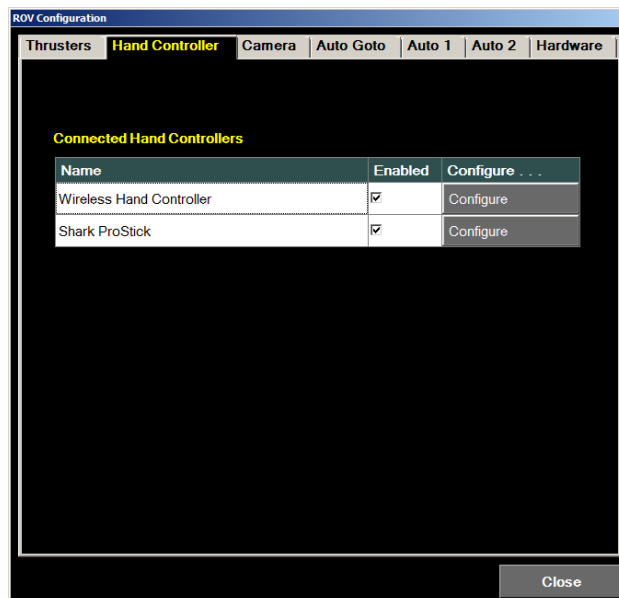 ROV Configuration
Thrusters Hand Controller Camera Auto Goto Auto 1 Auto 2 Hardware
Connected Hand Controllers
Name Enabled Configure . . .
Wireless Hand Controller Configure
Shark ProStick Configure
Close